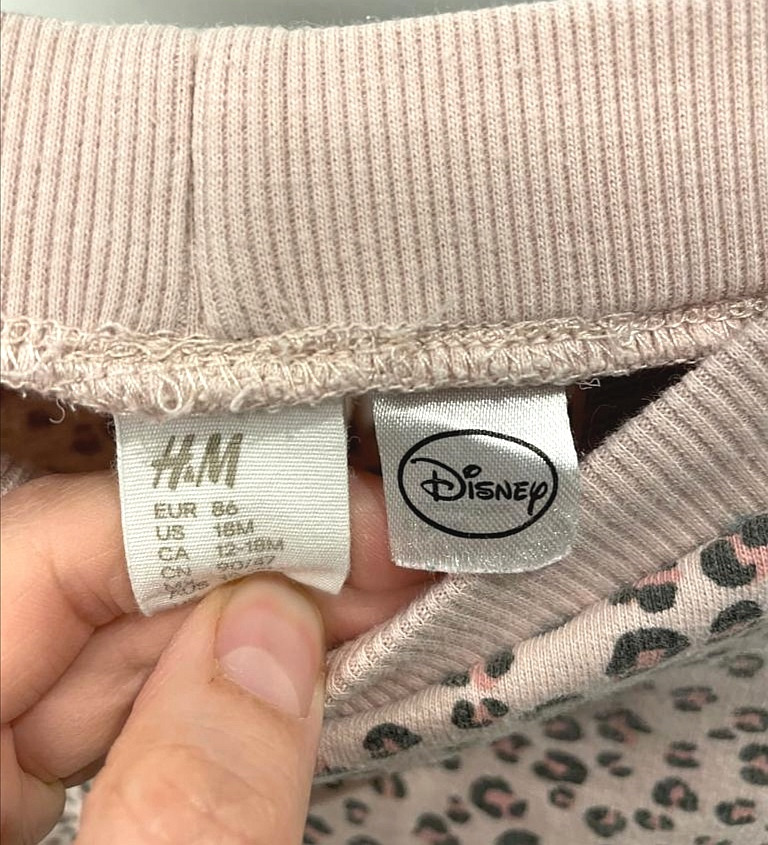 H&M
EUR 86
US 18M
CA 12-18M
CN 90/47
Disney